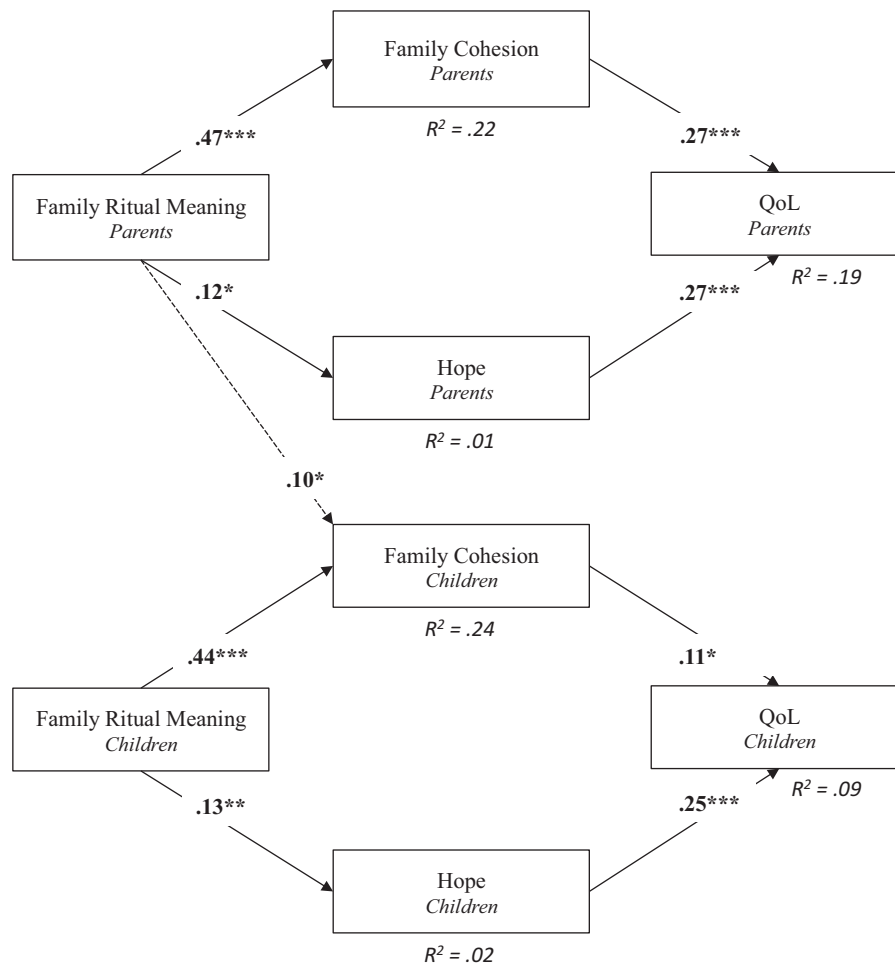 Family Cohesion
Parents
R² = .22
.47***
.27***
Family Ritual Meaning
Parents
QoL
Parents
R² = .19
.12*
.27***
Hope
Parents
R² = .01
.10*
Family Cohesion
Children
R² = .24
.44***
.11*
Family Ritual Meaning
Children
QoL
Children
R² = .09
.13**
.25***
Hope
Children
R² = .02